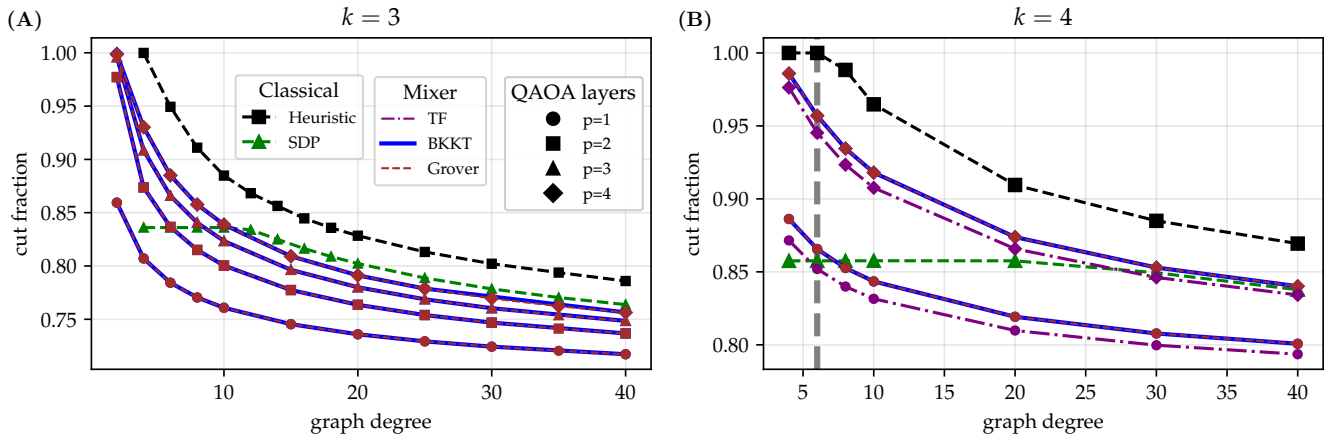 (A)
k = 3
1.00
0.95
0.90
0.85
0.80
0.75
cut fraction
10
20
30
40
graph degree
Classical
Heuristic
SDP
Mixer
TF
BKKT
Grover
QAOA layers
p=1
p=2
p=3
p=4
(B)
k = 4
1.00
0.95
0.90
0.85
0.80
cut fraction
5
10
15
20
25
30
35
40
graph degree